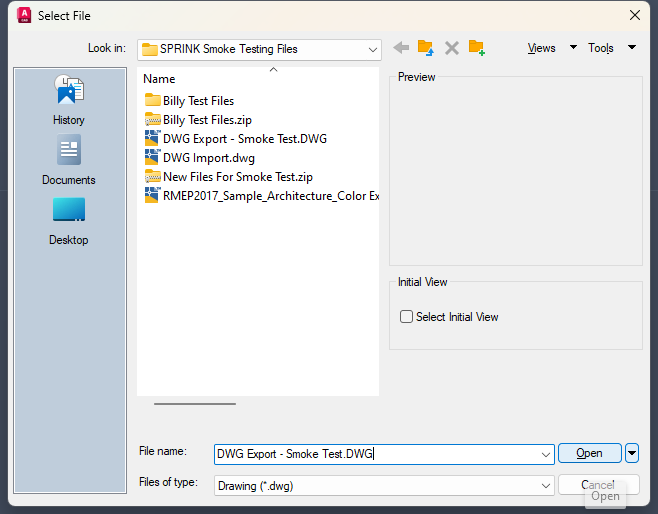 Select File
Look in:
SPRINK Smoke Testing Files
Views
Tools
History
Documents
Desktop
Name
Billy Test Files
Billy Test Files.zip
DWG Export - Smoke Test.DWG
DWG Import.dwg
New Files For Smoke Test.zip
RMEP2017_Sample_Architecture_Color Ex
Preview
Initial View
Select Initial View
File name:
DWG Export - Smoke Test.DWG
Open
Files of type:
Drawing (*.dwg)
Cancel
Open